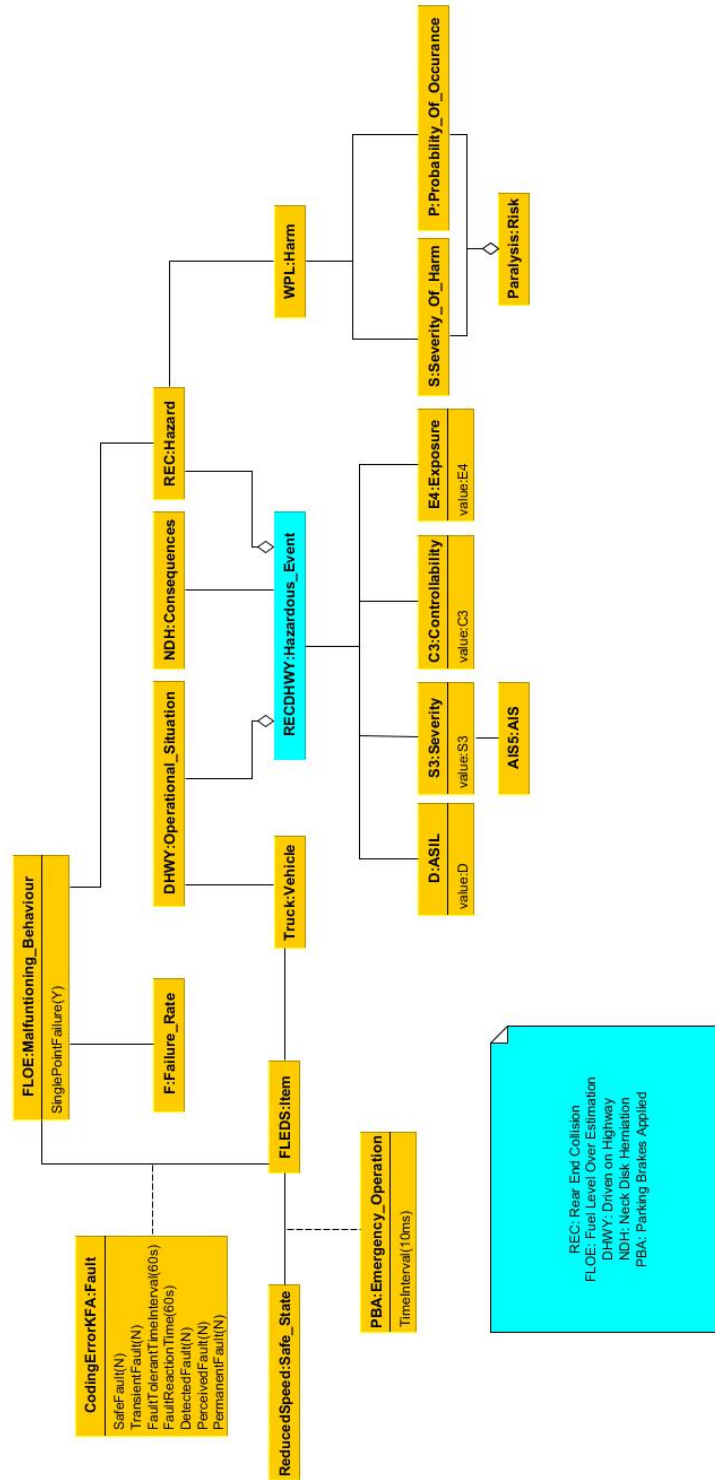 FLOE:Malfuntioning_Behaviour
SinglePointFailure(Y)
CodingErrorKFA:Fault
SafeFault(N)
TransientFault(N)
FaultTolerantTimeInterval(60s)
FaultReactionTime(60s)
DetectedFault(N)
PerceivedFault(N)
PermanentFault(N)
F:Failure_Rate
DHWY:Operational_Situation
NDH:Consequences
REC:Hazard
ReducedSpeed:Safe_State
FLEDS:Item
Truck:Vehicle
RECDHWY:Hazardous_Event
WPL:Harm
PBA:Emergency_Operation
TimeInterval(10ms)
D:ASIL
value:D
S3:Severity
value:S3
C3:Controllability
value:C3
E4:Exposure
value:E4
S:Severity_Of_Harm
P:Probability_Of_Occurance
AIS5:AIS
Paralysis:Risk
REC: Rear End Collision
FLOE: Fuel Level Over Estimation
DHWY: Driven on Highway
NDH: Neck Disk Herniation
PBA: Parking Brakes Applied